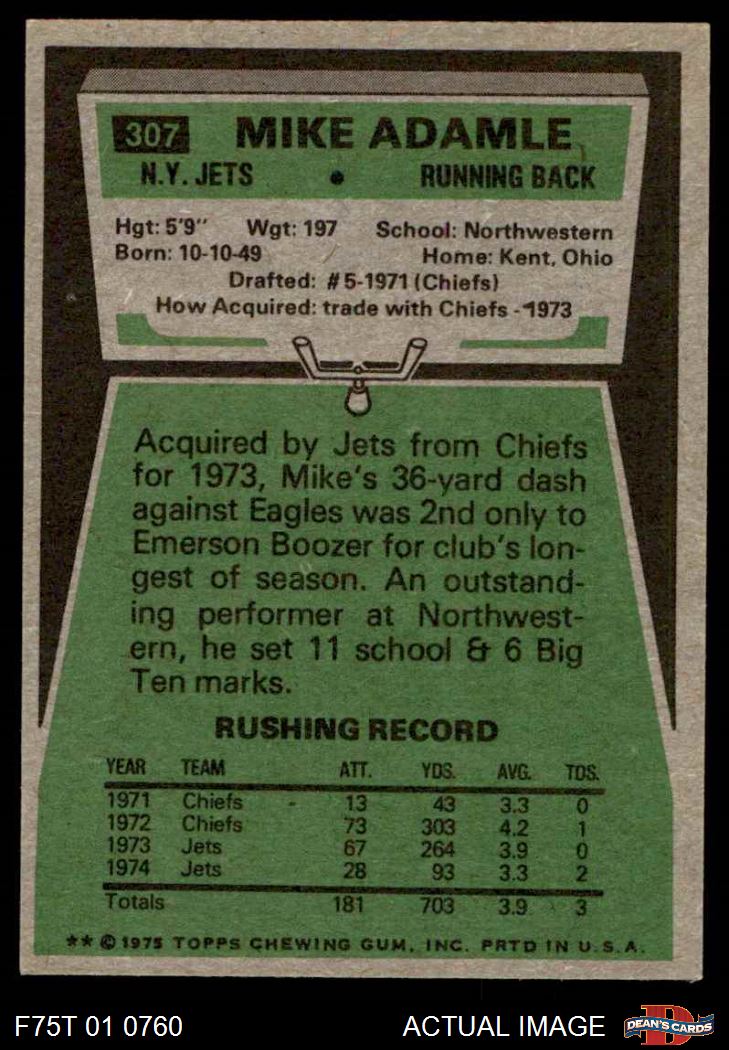 307 MIKE ADAMLE
N.Y. JETS • RUNNING BACK
Hgt: 5'9" Wgt: 197 School: Northwestern
Born: 10-10-49 Home: Kent, Ohio
Drafted: #5-1971 (Chiefs)
How Acquired: trade with Chiefs - 1973
Acquired by Jets from Chiefs
for 1973, Mike's 36-yard dash
against Eagles was 2nd only to
Emerson Boozer for club's lon-
gest of season. An outstand-
ing performer at Northwest-
ern, he set 11 school & 6 Big
Ten marks.
RUSHING RECORD
YEAR TEAM ATT. YDS. AVG. TDS.
1971 Chiefs 13 43 3.3 0
1972 Chiefs 73 303 4.2 1
1973 Jets 67 264 3.9 0
1974 Jets 28 93 3.3 2
Totals 181 703 3.9 3
** © 1975 TOPPS CHEWING GUM, INC. PRTD IN U.S.A.
F75T 01 0760 ACTUAL IMAGE D DEAN'S CARDS